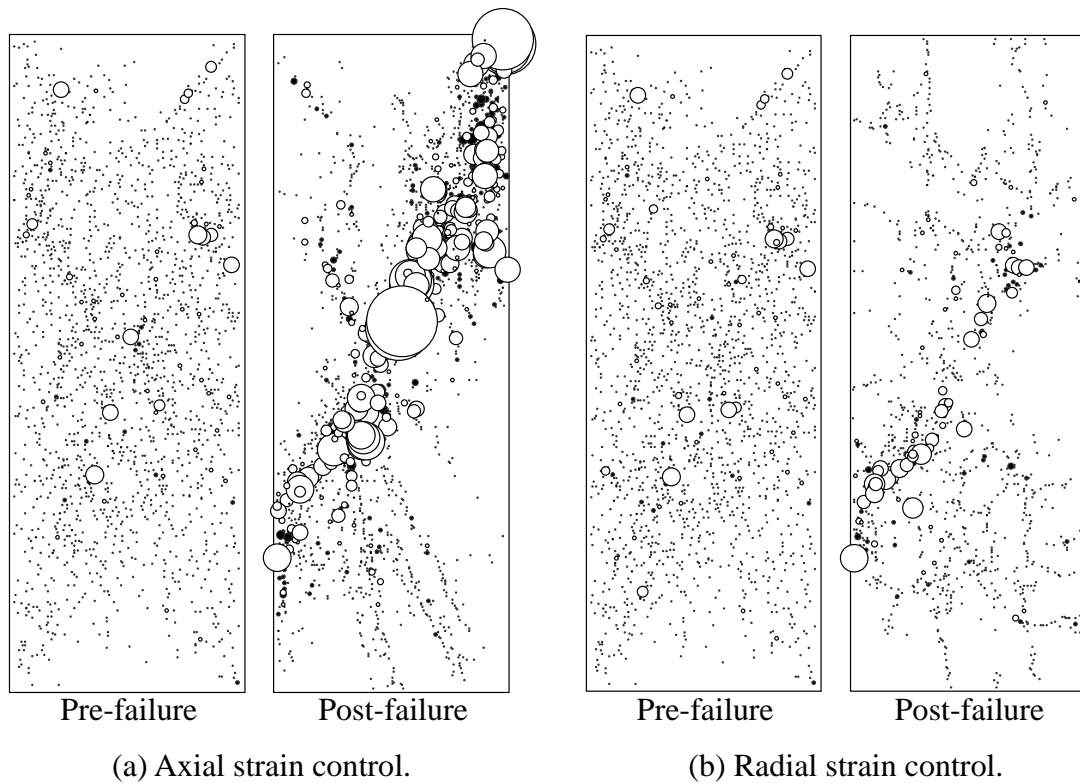 Pre-failure
Post-failure
Pre-failure
Post-failure
(a) Axial strain control.
(b) Radial strain control.